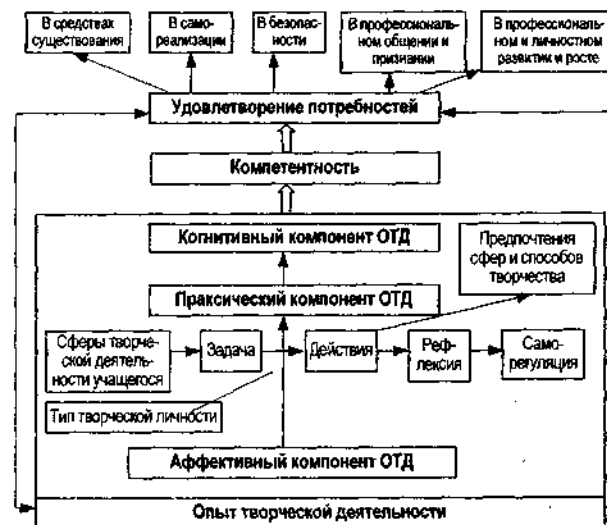 В средствах
существования
В само-
реализации
В безопас-
ности
В профессиональ-
ном общении и
признании
В профессиональ-
ном и личностном
развитии и росте
Удовлетворение потребностей
Компетентность
Когнитивный компонент ОТД
Предпочтения
сфер и способов
творчества
Праксический компонент ОТД
Сферы творче-
ской деятель-
ности учащегося
Задача
Действия
Реф-
лексия
Само-
регуляция
Тип творческой личности
Аффективный компонент ОТД
Опыт творческой деятельности